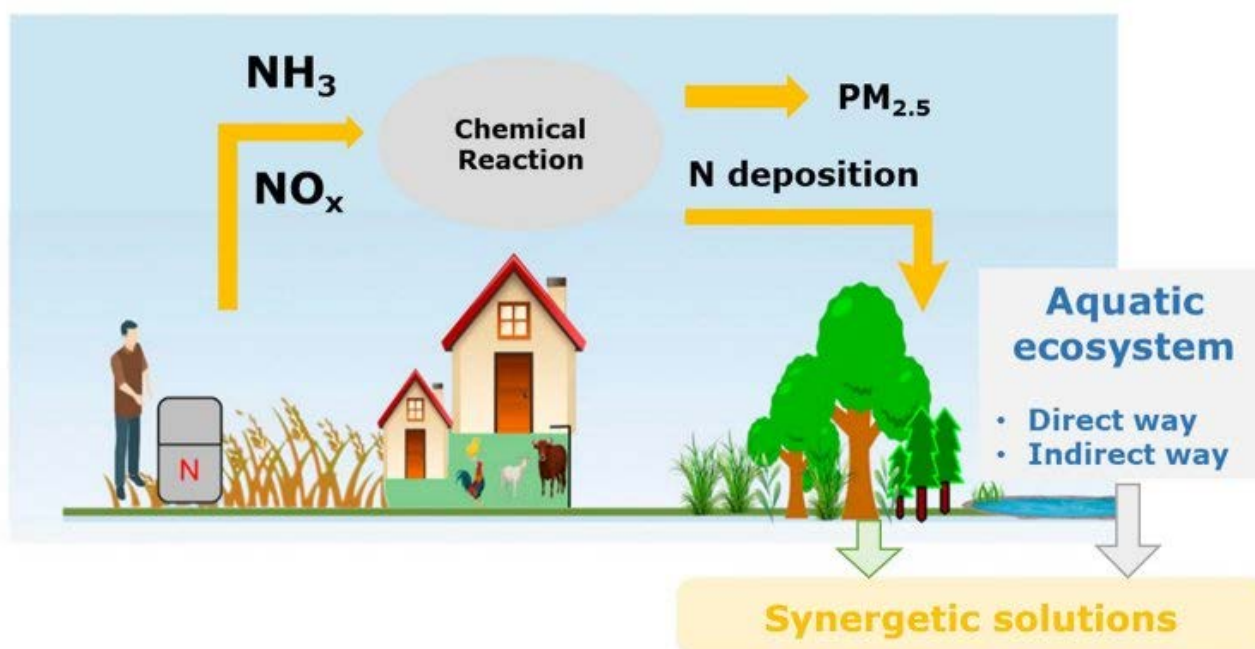 NH₃
NOₓ
Chemical
Reaction
PM₂.₅
N deposition
N
Aquatic
ecosystem
• Direct way
• Indirect way
Synergetic solutions